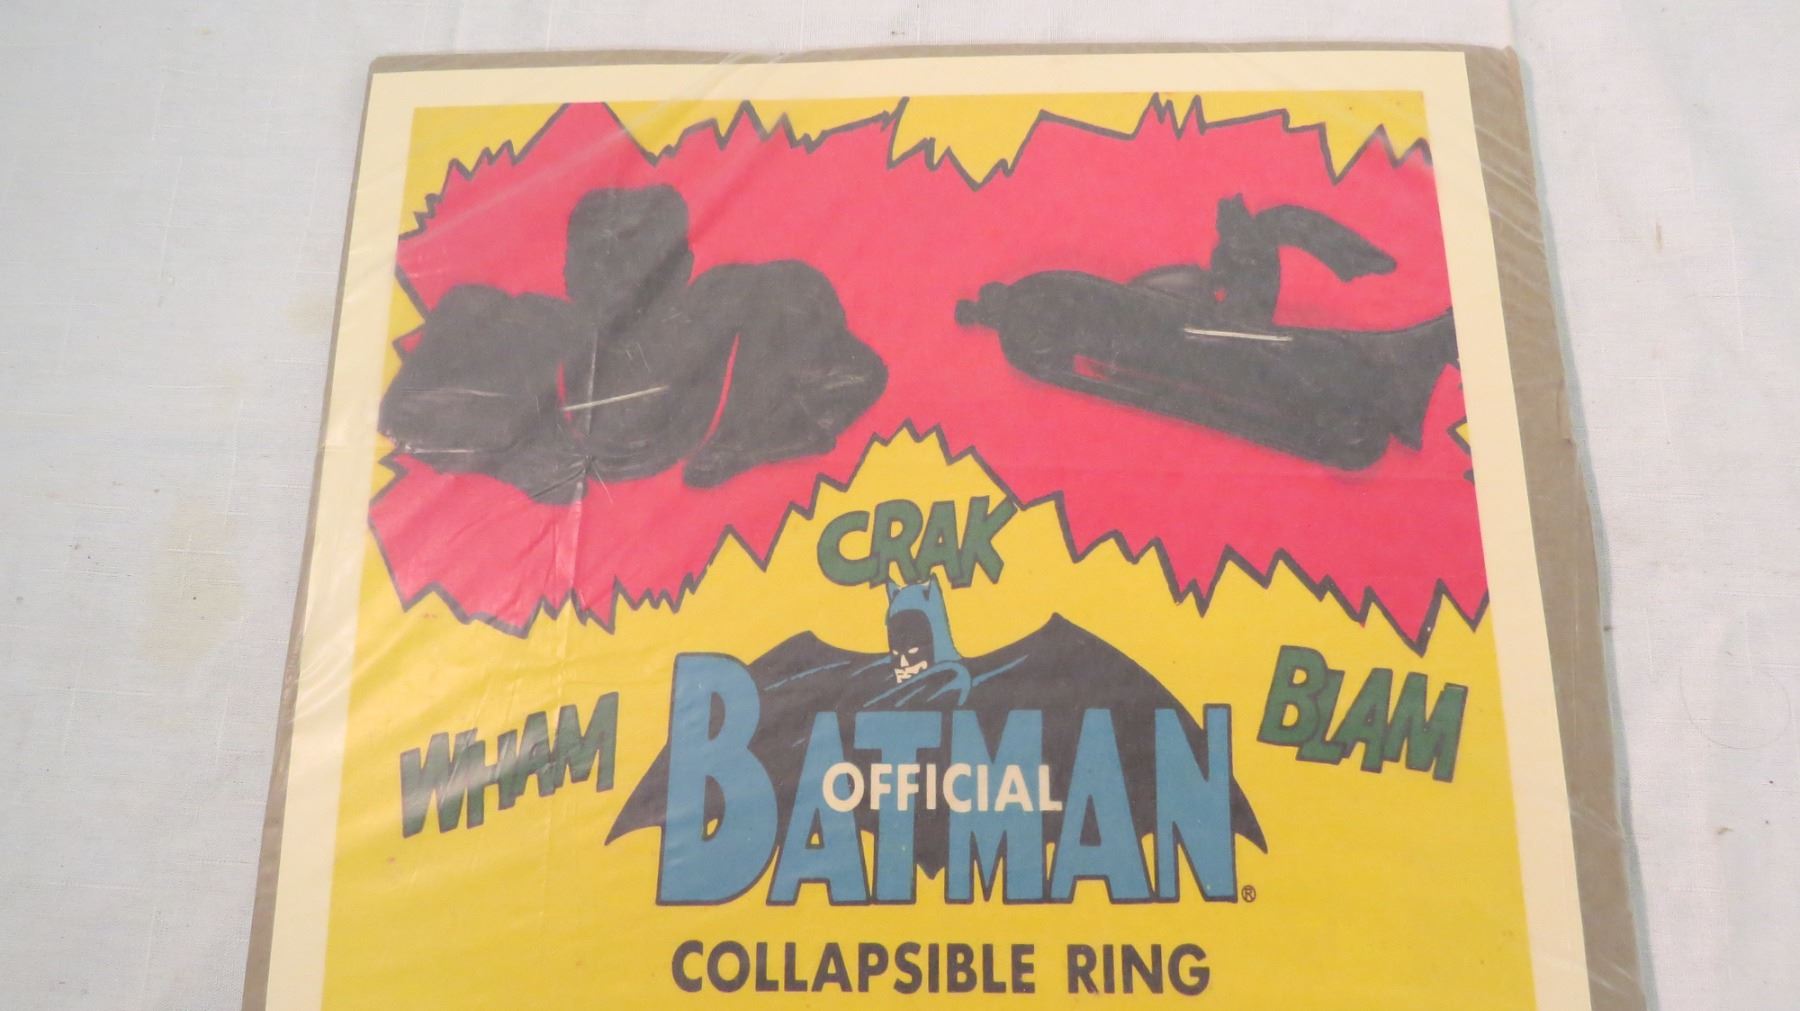 CRAK
WHAM
BLAM
BATMAN®
OFFICIAL
COLLAPSIBLE RING